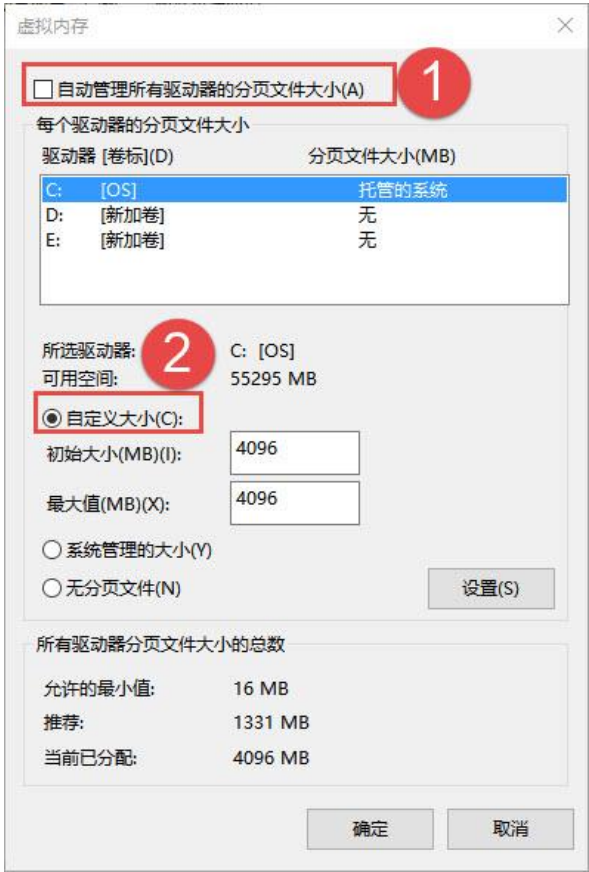 虚拟内存
自动管理所有驱动器的分页文件大小(A)
1
每个驱动器的分页文件大小
驱动器 [卷标](D) 分页文件大小(MB)
C: [OS] 托管的系统
D: [新加卷] 无
E: [新加卷] 无
所选驱动器: C: [OS]
2
可用空间: 55295 MB
自定义大小(C):
初始大小(MB)(I): 4096
最大值(MB)(X): 4096
系统管理的大小(Y)
无分页文件(N) 设置(S)
所有驱动器分页文件大小的总数
允许的最小值: 16 MB
推荐: 1331 MB
当前已分配: 4096 MB
确定 取消